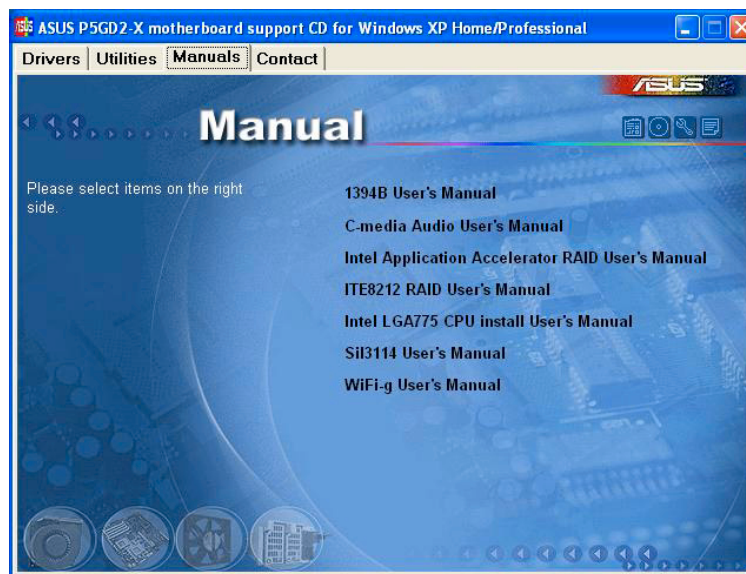 ASUS P5GD2-X motherboard support CD for Windows XP Home/Professional
Drivers Utilities Manuals Contact
ASUS
Manual
Please select items on the right
side.
1394B User's Manual
C-media Audio User's Manual
Intel Application Accelerator RAID User's Manual
ITE8212 RAID User's Manual
Intel LGA775 CPU install User's Manual
Sil3114 User's Manual
WiFi-g User's Manual